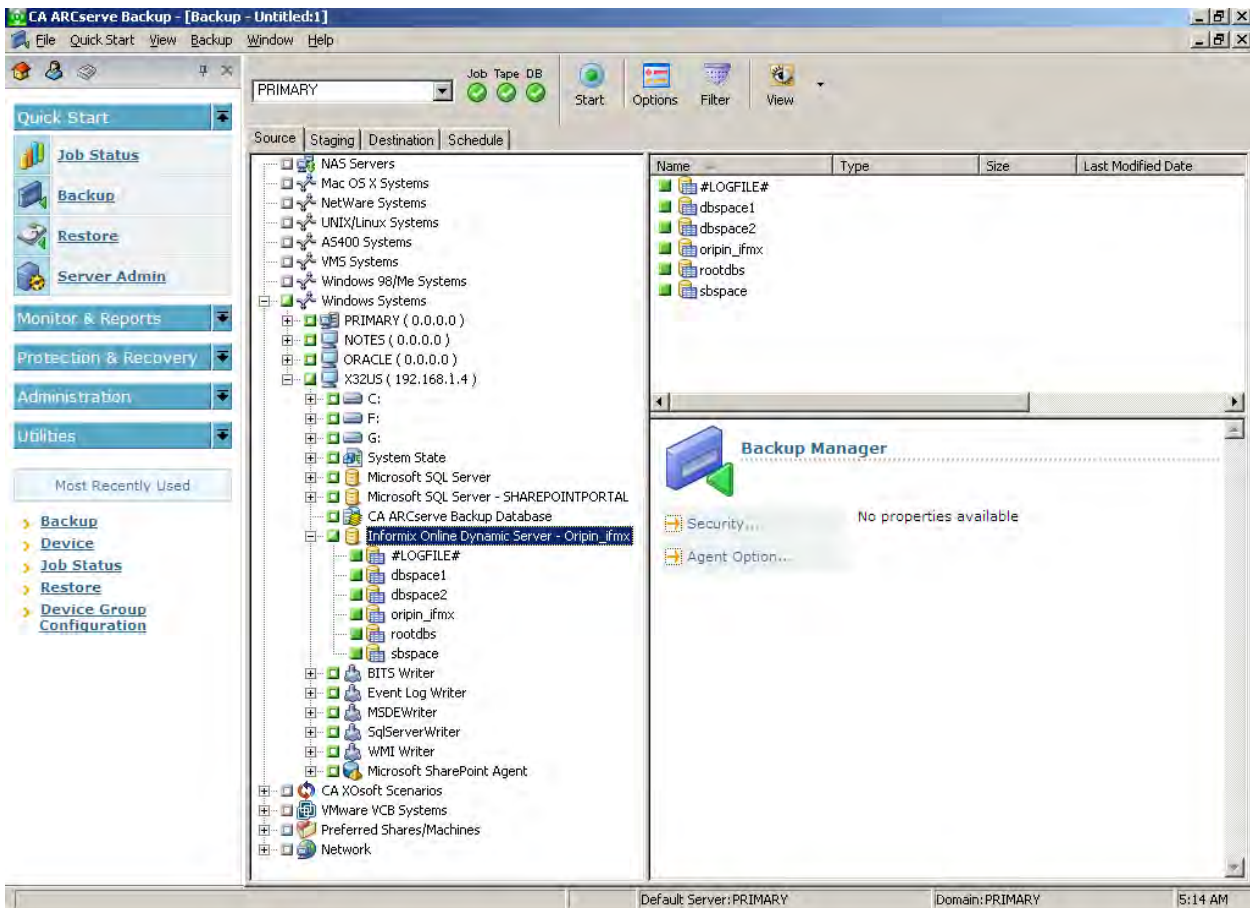 CA ARCserve Backup - [Backup - Untitled:1]
File Quick Start View Backup Window Help
PRIMARY
Job Tape DB
Start
Options
Filter
View
Quick Start
Job Status
Backup
Restore
Server Admin
Monitor & Reports
Protection & Recovery
Administration
Utilities
Most Recently Used
Backup
Device
Job Status
Restore
Device Group
Configuration
Source
Staging
Destination
Schedule
NAS Servers
Mac OS X Systems
NetWare Systems
UNIX/Linux Systems
AS400 Systems
VMS Systems
Windows 98/Me Systems
Windows Systems
PRIMARY ( 0.0.0.0 )
NOTES ( 0.0.0.0 )
ORACLE ( 0.0.0.0 )
X32US ( 192.168.1.4 )
C:
F:
G:
System State
Microsoft SQL Server
Microsoft SQL Server - SHAREPOINTPORTAL
CA ARCserve Backup Database
Informix Online Dynamic Server - Oripin_ifmx
#LOGFILE#
dbspace1
dbspace2
oripin_ifmx
rootdbs
sbspace
BITS Writer
Event Log Writer
MSDEWriter
SqlServerWriter
WMI Writer
Microsoft SharePoint Agent
CA XOsoft Scenarios
VMware VCB Systems
Preferred Shares/Machines
Network
Name Type Size Last Modified Date
#LOGFILE#
dbspace1
dbspace2
oripin_ifmx
rootdbs
sbspace
Backup Manager
Security...
Agent Option...
No properties available
Default Server:PRIMARY
Domain:PRIMARY
5:14 AM